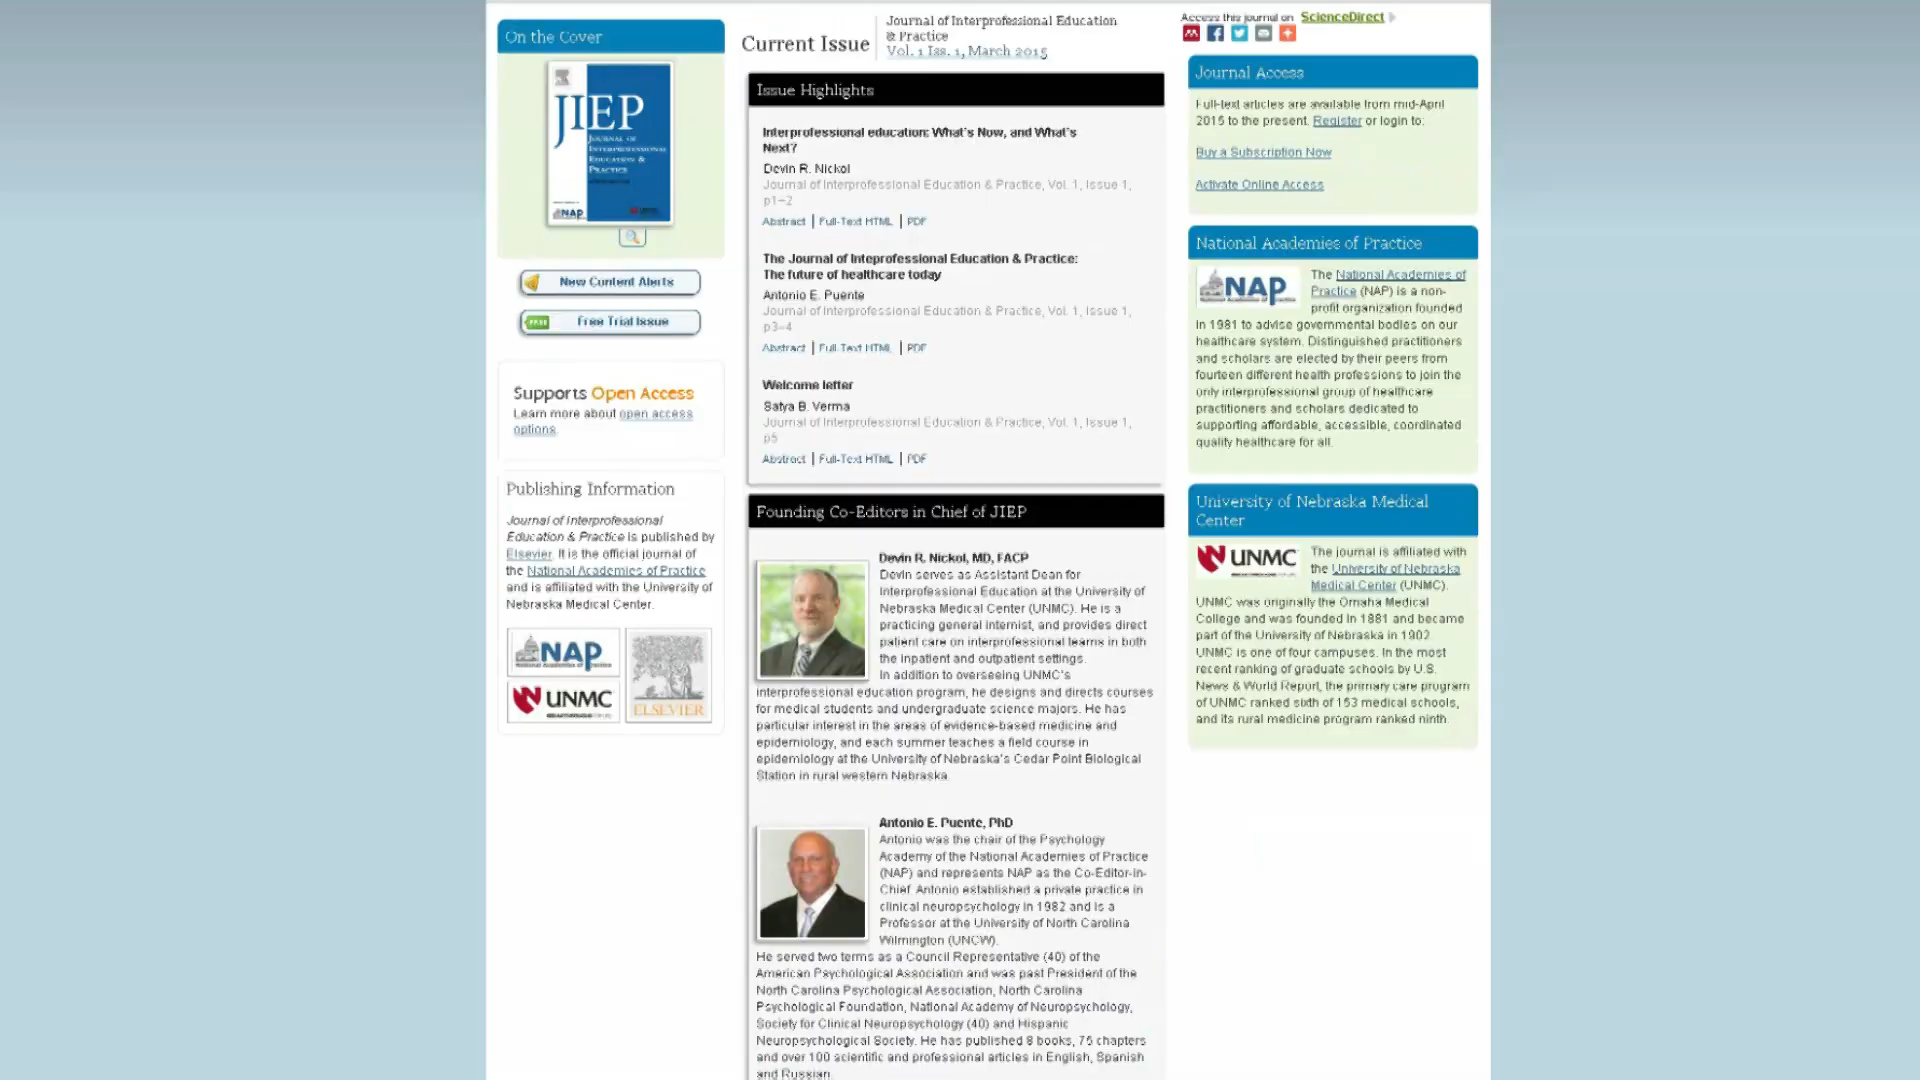 On the Cover
JIEP
JOURNAL OF
INTERPROFESSIONAL
EDUCATION &
PRACTICE
NAP
New Content Alerts
FREE
Free Trial Issue
Supports Open Access
Learn more about open access
options.
Publishing Information
Journal of Interprofessional
Education & Practice is published by
Elsevier. It is the official journal of
the National Academies of Practice
and is affiliated with the University of
Nebraska Medical Center.
NAP
National Academies of Practice
UNMC
ELSEVIER
Current Issue
Journal of Interprofessional Education
& Practice
Vol. 1 Iss. 1, March 2015
Issue Highlights
Interprofessional education: What's Now, and What's
Next?
Devin R. Nickol
Journal of Interprofessional Education & Practice, Vol. 1, Issue 1,
p1–2
Abstract | Full-Text HTML | PDF
The Journal of Inteprofessional Education & Practice:
The future of healthcare today
Antonio E. Puente
Journal of Interprofessional Education & Practice, Vol. 1, Issue 1,
p3–4
Abstract | Full-Text HTML | PDF
Welcome letter
Satya B. Verma
Journal of Interprofessional Education & Practice, Vol. 1, Issue 1,
p5
Abstract | Full-Text HTML | PDF
Founding Co-Editors in Chief of JIEP
Devin R. Nickol, MD, FACP
Devin serves as Assistant Dean for
Interprofessional Education at the University of
Nebraska Medical Center (UNMC). He is a
practicing general internist, and provides direct
patient care on interprofessional teams in both
the inpatient and outpatient settings.
In addition to overseeing UNMC's
interprofessional education program, he designs and directs courses
for medical students and undergraduate science majors. He has
particular interest in the areas of evidence-based medicine and
epidemiology, and each summer teaches a field course in
epidemiology at the University of Nebraska's Cedar Point Biological
Station in rural western Nebraska.
Antonio E. Puente, PhD
Antonio was the chair of the Psychology
Academy of the National Academies of Practice
(NAP) and represents NAP as the Co-Editor-in-
Chief. Antonio established a private practice in
clinical neuropsychology in 1982 and is a
Professor at the University of North Carolina
Wilmington (UNCW).
He served two terms as a Council Representative (40) of the
American Psychological Association and was past President of the
North Carolina Psychological Association, North Carolina
Psychological Foundation, National Academy of Neuropsychology,
Society for Clinical Neuropsychology (40) and Hispanic
Neuropsychological Society. He has published 8 books, 75 chapters
and over 100 scientific and professional articles in English, Spanish
and Russian.
Access this journal on ScienceDirect
Journal Access
Full-text articles are available from mid-April
2015 to the present. Register or login to:
Buy a Subscription Now
Activate Online Access
National Academies of Practice
NAP
National Academies of Practice
The National Academies of
Practice (NAP) is a non-
profit organization founded
in 1981 to advise governmental bodies on our
healthcare system. Distinguished practitioners
and scholars are elected by their peers from
fourteen different health professions to join the
only interprofessional group of healthcare
practitioners and scholars dedicated to
supporting affordable, accessible, coordinated
quality healthcare for all.
University of Nebraska Medical
Center
UNMC
The journal is affiliated with
the University of Nebraska
Medical Center (UNMC).
UNMC was originally the Omaha Medical
College and was founded in 1881 and became
part of the University of Nebraska in 1902.
UNMC is one of four campuses. In the most
recent ranking of graduate schools by U.S.
News & World Report, the primary care program
of UNMC ranked sixth of 153 medical schools,
and its rural medicine program ranked ninth.